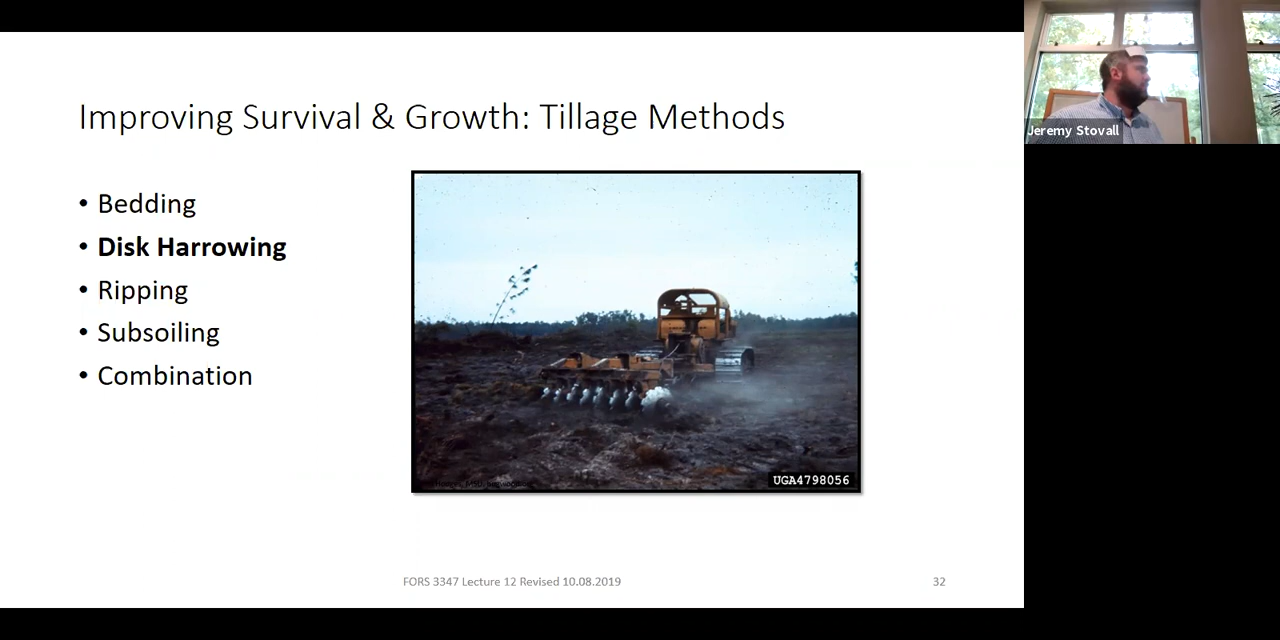 Improving Survival & Growth: Tillage Methods
• Bedding
• Disk Harrowing
• Ripping
• Subsoiling
• Combination
UGA4798056
FORS 3347 Lecture 12 Revised 10.08.2019
32
Jeremy Stovall